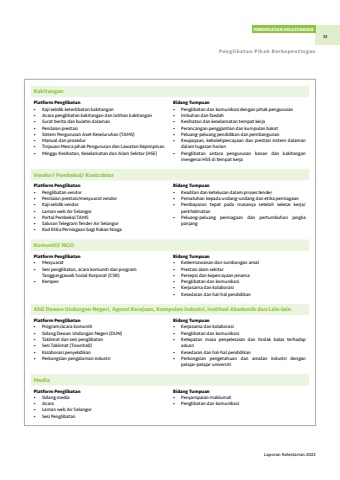 PENDEKATAN KELESTARIAN
Penglibatan Pihak Berkepentingan
Kakitangan
Platform Penglibatan
• Kaji selidik keterlibatan kakitangan
• Acara penglibatan kakitangan dan latihan kakitangan
• Surat berita dan buletin dalaman
• Penilaian prestasi
• Sistem Pengurusan Aset Keseluruhan (TAMS)
• Manual dan prosedur
• Tinjauan Mesra pihak Pengurusan dan Lawatan Kepimpinan
• Minggu Kesihatan, Keselamatan dan Alam Sekitar (HSE)
Bidang Tumpuan
• Penglibatan dan komunikasi dengan pihak pengurusan
• Imbuhan dan faedah
• Kesihatan dan keselamatan tempat kerja
• Perancangan penggantian dan kumpulan bakat
• Peluang-peluang pendidikan dan pembangunan
• Keupayaan, kebolehpercayaan dan prestasi sistem dalaman
dalam tugasan harian
• Penglibatan antara pengurusan kanan dan kakitangan
mengenai HSE di tempat kerja
Vendor/ Pembekal/ Kontraktor
Platform Penglibatan
• Penglibatan vendor
• Penilaian prestasi/mesyuarat vendor
• Kaji selidik vendor
• Laman web Air Selangor
• Portal Pembekal TAMS
• Saluran Telegram Tender Air Selangor
• Kod Etika Perniagaan bagi Rakan Niaga
Bidang Tumpuan
• Keadilan dan ketelusan dalam proses tender
• Pematuhan kepada undang-undang dan etika perniagaan
• Pembayaran tepat pada masanya setelah selesai kerja/
perkhidmatan
• Peluang-peluang perniagaan dan pertumbuhan jangka
panjang
Komuniti/ NGO
Platform Penglibatan
• Mesyuarat
• Sesi penglibatan, acara komuniti dan program
Tanggungjawab Sosial Korporat (CSR)
• Kempen
Bidang Tumpuan
• Kedermawanan dan sumbangan amal
• Prestasi alam sekitar
• Persepsi dan kepercayaan jenama
• Penglibatan dan komunikasi
• Kerjasama dan kolaborasi
• Kesedaran dan hal-hal pendidikan
Ahli Dewan Undangan Negeri, Agensi Kerajaan, Kumpulan Industri, Institusi Akademik dan Lain-lain
Platform Penglibatan
• Program/acara komuniti
• Sidang Dewan Undangan Negeri (DUN)
• Taklimat dan sesi penglibatan
• Sesi Taklimat (Townhall)
• Kolaborasi penyelidikan
• Perkongsian pengalaman industri
Bidang Tumpuan
• Kerjasama dan kolaborasi
• Penglibatan dan komunikasi
• Ketepatan masa penyelesaian dan tindak balas terhadap
aduan
• Kesedaran dan hal-hal pendidikan
• Perkongsian pengetahuan dan amalan industri dengan
pelajar-pelajar universiti
Media
Platform Penglibatan
• Sidang media
• Acara
• Laman web Air Selangor
• Sesi Penglibatan
Bidang Tumpuan
• Penyampaian maklumat
• Penglibatan dan komunikasi
Laporan Kelestarian 2022